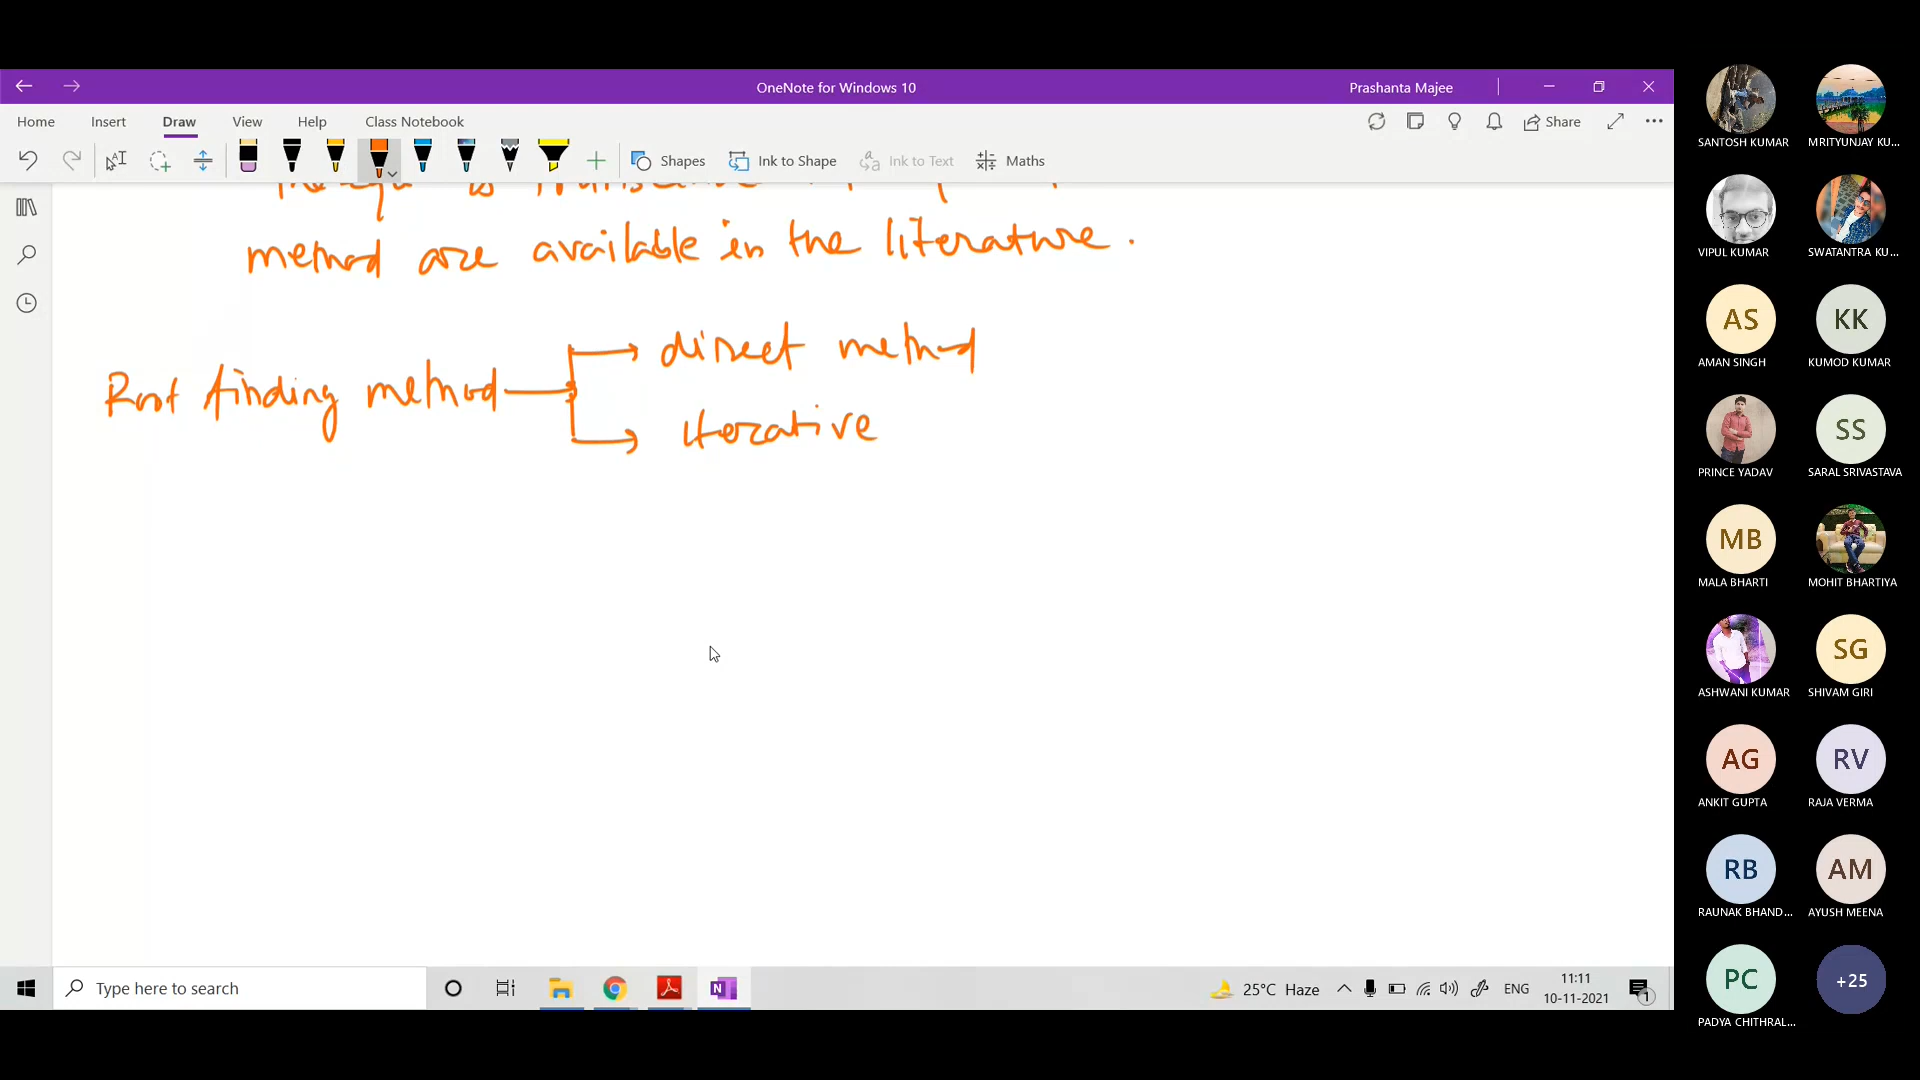 OneNote for Windows 10
Prashanta Majee
Home Insert Draw View Help Class Notebook
Share
Shapes Ink to Shape Ink to Text Maths
method are available in the literature.
Root finding method
direct method
iterative
Type here to search
25°C Haze
ENG
11:11
10-11-2021
1
SANTOSH KUMAR
MRITYUNJAY KU...
VIPUL KUMAR
SWATANTRA KU...
AS
AMAN SINGH
KK
KUMOD KUMAR
PRINCE YADAV
SS
SARAL SRIVASTAVA
MB
MALA BHARTI
MOHIT BHARTIYA
ASHWANI KUMAR
SG
SHIVAM GIRI
AG
ANKIT GUPTA
RV
RAJA VERMA
RB
RAUNAK BHAND...
AM
AYUSH MEENA
PC
PADYA CHITHRAL...
+25